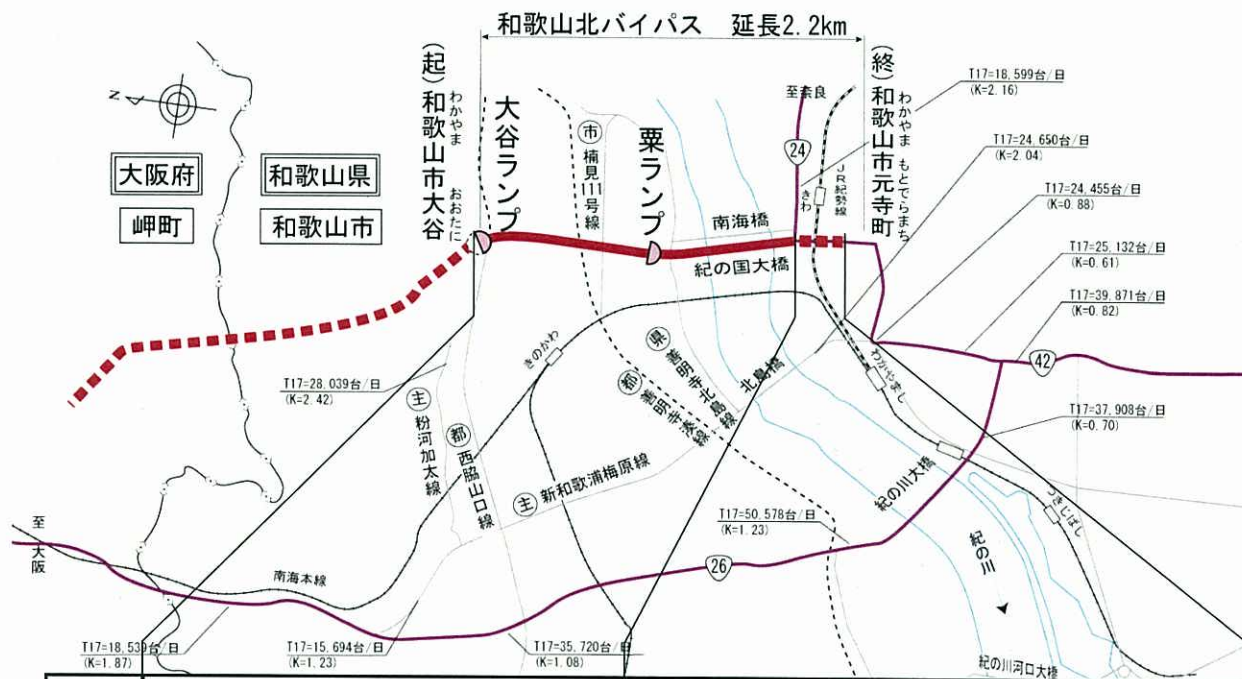 和歌山北バイパス 延長2.2km
(起)和歌山市大谷
わかやま おおたに
大谷ランプ
市 楠見111号線
粟ランプ
至奈良
24
きわ
JR紀勢線
(終)和歌山市元寺町
わかやま もとでらまち
T17=18,599台/日
(K=2.16)
T17=24,650台/日
(K=2.04)
T17=24,455台/日
(K=0.88)
T17=25,132台/日
(K=0.61)
T17=39,871台/日
(K=0.82)
N
大阪府
和歌山県
岬町
和歌山市
南海橋
紀の国大橋
きのかわ
T17=28,039台/日
(K=2.42)
主 粉河加太線
都 西脇山口線
県 善明寺北島線
都 善明寺湊線
北島橋
わかやまし
42
T17=37,908台/日
(K=0.70)
主 新和歌浦梅原線
紀の川大橋
T17=50,578台/日
(K=1.23)
つきじばし
紀の川
至大阪
南海本線
26
T17=18,539台/日
(K=1.87)
T17=15,694台/日
(K=1.23)
T17=35,720台/日
(K=1.08)
紀の川河口大橋